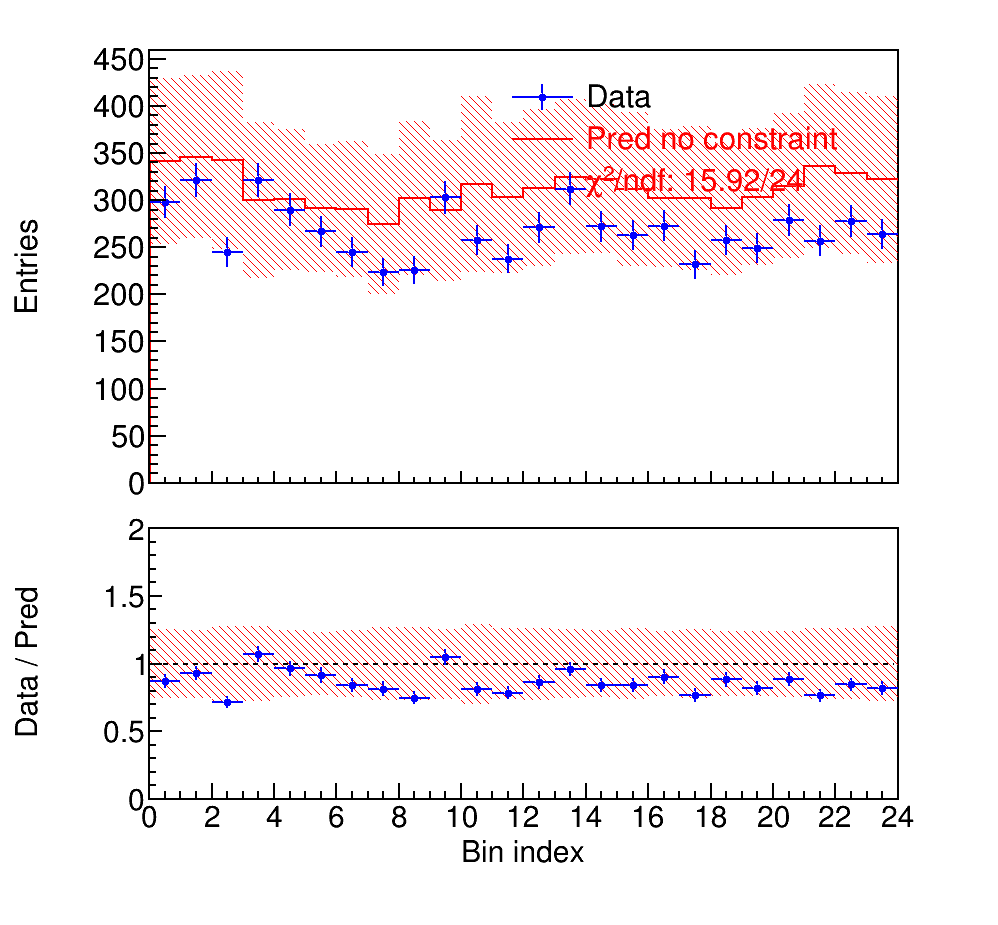 450
400
350
300
250
200
150
100
50
0
Entries
Data
Pred no constraint
χ²/ndf: 15.92/24
2
1.5
1
0.5
0
Data / Pred
0 2 4 6 8 10 12 14 16 18 20 22 24
Bin index